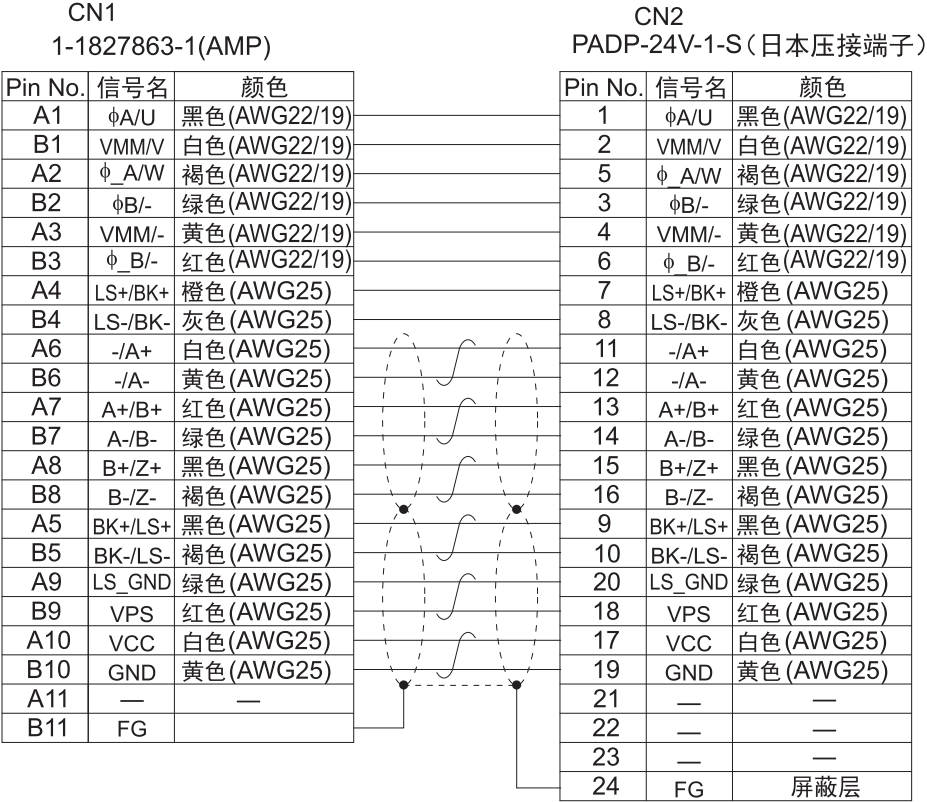 CN1
1-1827863-1(AMP)
Pin No. 信号名 颜色
A1 ϕA/U 黑色(AWG22/19)
B1 VMM/V 白色(AWG22/19)
A2 ϕ_A/W 褐色(AWG22/19)
B2 ϕB/- 绿色(AWG22/19)
A3 VMM/- 黄色(AWG22/19)
B3 ϕ_B/- 红色(AWG22/19)
A4 LS+/BK+ 橙色(AWG25)
B4 LS-/BK- 灰色(AWG25)
A6 -/A+ 白色(AWG25)
B6 -/A- 黄色(AWG25)
A7 A+/B+ 红色(AWG25)
B7 A-/B- 绿色(AWG25)
A8 B+/Z+ 黑色(AWG25)
B8 B-/Z- 褐色(AWG25)
A5 BK+/LS+ 黑色(AWG25)
B5 BK-/LS- 褐色(AWG25)
A9 LS_GND 绿色(AWG25)
B9 VPS 红色(AWG25)
A10 VCC 白色(AWG25)
B10 GND 黄色(AWG25)
A11 — —
B11 FG
CN2
PADP-24V-1-S（日本压接端子）
Pin No. 信号名 颜色
1 ϕA/U 黑色(AWG22/19)
2 VMM/V 白色(AWG22/19)
5 ϕ_A/W 褐色(AWG22/19)
3 ϕB/- 绿色(AWG22/19)
4 VMM/- 黄色(AWG22/19)
6 ϕ_B/- 红色(AWG22/19)
7 LS+/BK+ 橙色(AWG25)
8 LS-/BK- 灰色(AWG25)
11 -/A+ 白色(AWG25)
12 -/A- 黄色(AWG25)
13 A+/B+ 红色(AWG25)
14 A-/B- 绿色(AWG25)
15 B+/Z+ 黑色(AWG25)
16 B-/Z- 褐色(AWG25)
9 BK+/LS+ 黑色(AWG25)
10 BK-/LS- 褐色(AWG25)
20 LS_GND 绿色(AWG25)
18 VPS 红色(AWG25)
17 VCC 白色(AWG25)
19 GND 黄色(AWG25)
21 — —
22 — —
23 — —
24 FG 屏蔽层